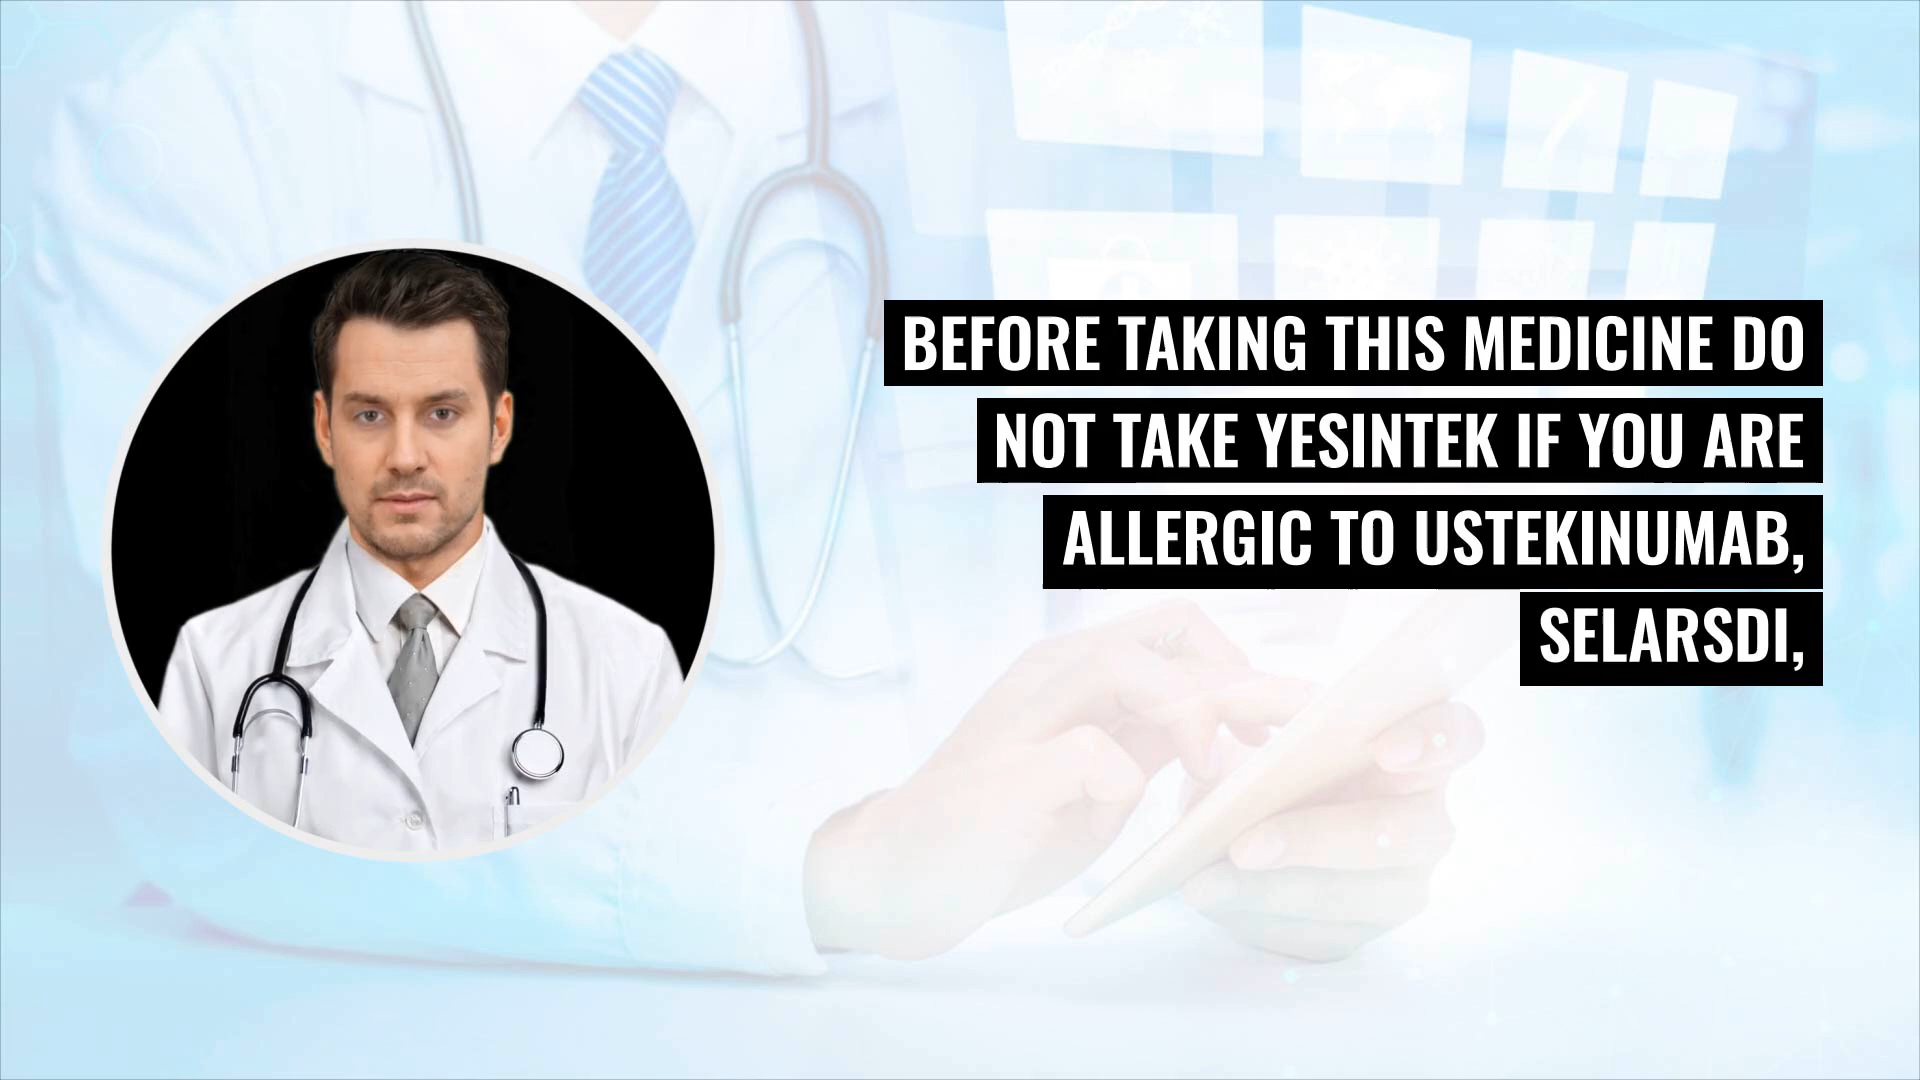 BEFORE TAKING THIS MEDICINE DO
NOT TAKE YESINTEK IF YOU ARE
ALLERGIC TO USTEKINUMAB,
SELARSDI,